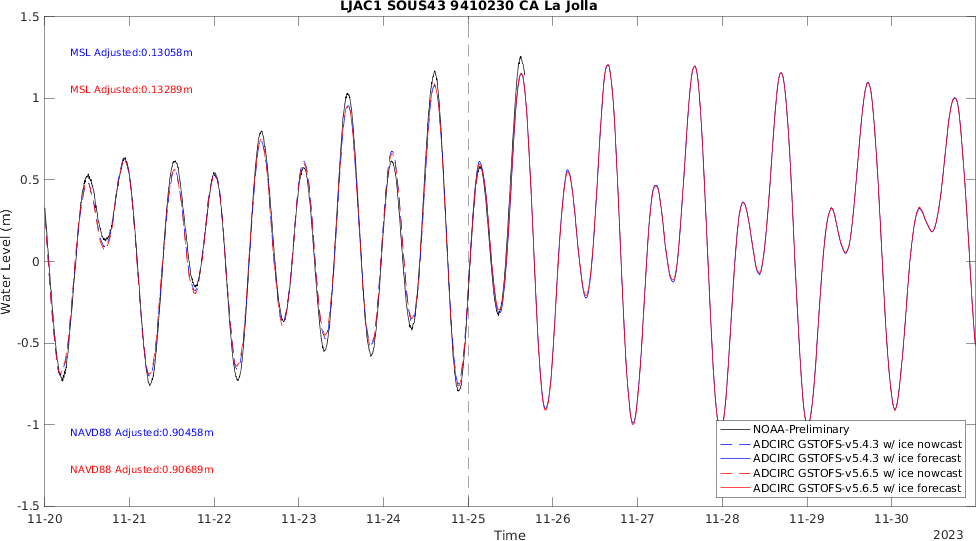 LJAC1 SOUS43 9410230 CA La Jolla
1.5
1
0.5
0
-0.5
-1
-1.5
Water Level (m)
MSL Adjusted:0.13058m
MSL Adjusted:0.13289m
NAVD88 Adjusted:0.90458m
NAVD88 Adjusted:0.90689m
NOAA-Preliminary
ADCIRC GSTOFS-v5.4.3 w/ ice nowcast
ADCIRC GSTOFS-v5.4.3 w/ ice forecast
ADCIRC GSTOFS-v5.6.5 w/ ice nowcast
ADCIRC GSTOFS-v5.6.5 w/ ice forecast
11-20 11-21 11-22 11-23 11-24 11-25 11-26 11-27 11-28 11-29 11-30
Time
2023